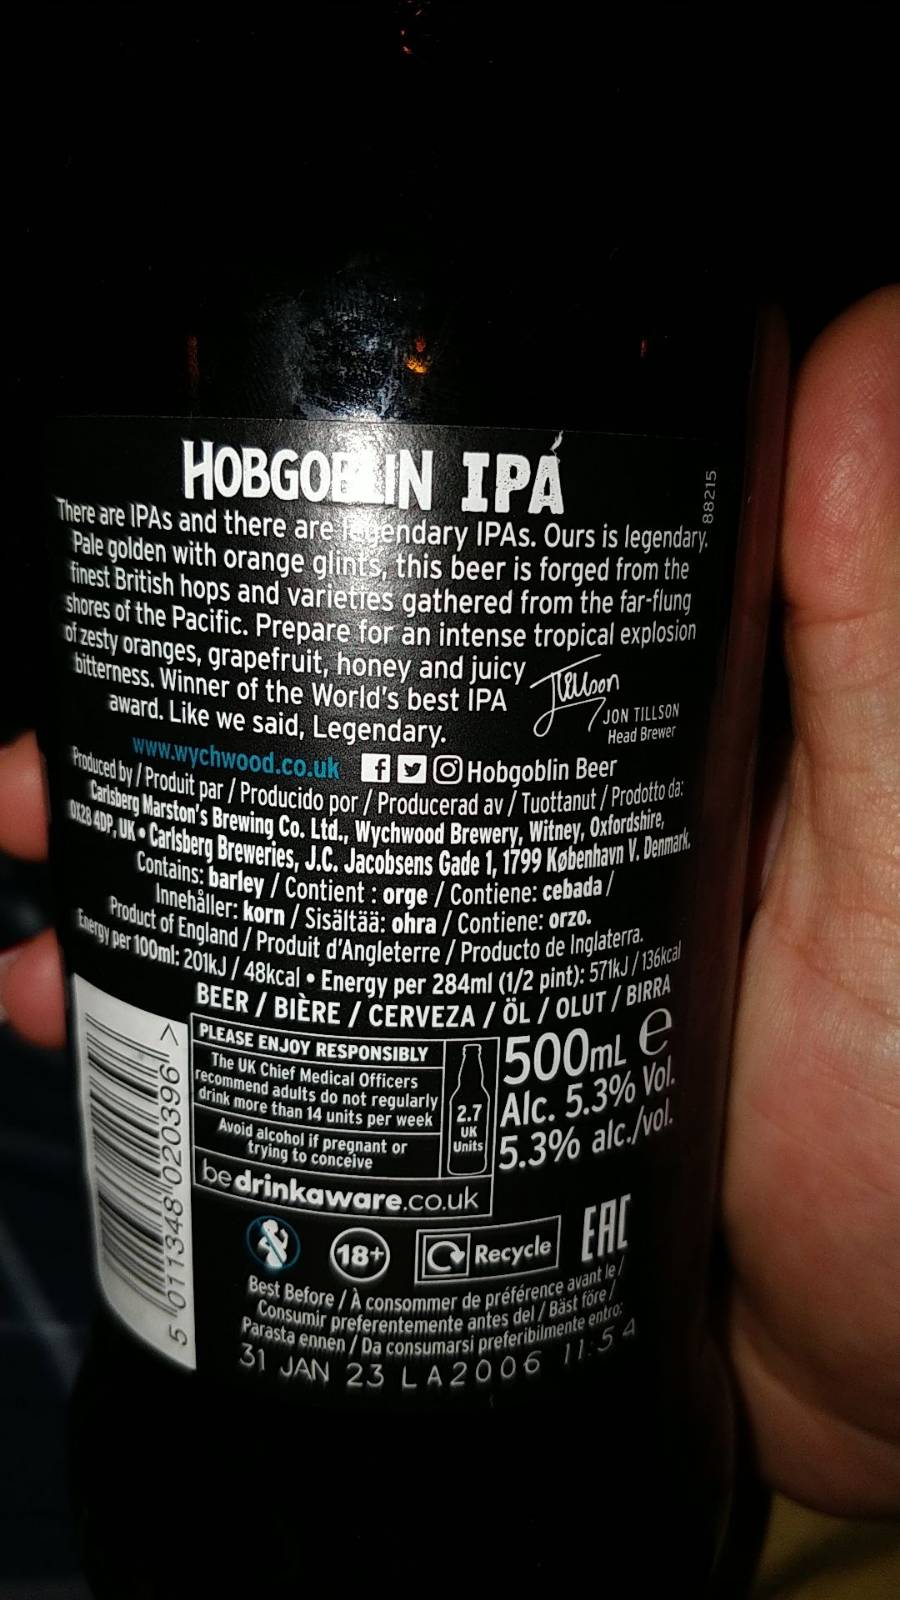 HOBGOBLIN IPA
88215
There are IPAs and there are legendary IPAs. Ours is legendary.
Pale golden with orange glints, this beer is forged from the
finest British hops and varieties gathered from the far-flung
shores of the Pacific. Prepare for an intense tropical explosion
of zesty oranges, grapefruit, honey and juicy
bitterness. Winner of the World's best IPA
award. Like we said, Legendary.
Jtillson
JON TILLSON
Head Brewer
www.wychwood.co.uk Hobgoblin Beer
Produced by / Produit par / Producido por / Producerad av / Tuottanut / Prodotto da:
Carlsberg Marston's Brewing Co. Ltd., Wychwood Brewery, Witney, Oxfordshire,
OX28 4DP, UK • Carlsberg Breweries, J.C. Jacobsens Gade 1, 1799 København V. Denmark.
Contains: barley / Contient : orge / Contiene: cebada /
Innehåller: korn / Sisältää: ohra / Contiene: orzo.
Product of England / Produit d'Angleterre / Producto de Inglaterra.
Energy per 100ml: 201kJ / 48kcal • Energy per 284ml (1/2 pint): 571kJ / 136kcal
BEER / BIÈRE / CERVEZA / ÖL / OLUT / BIRRA
PLEASE ENJOY RESPONSIBLY
The UK Chief Medical Officers
recommend adults do not regularly
drink more than 14 units per week
Avoid alcohol if pregnant or
trying to conceive
bedrinkaware.co.uk
2.7
UK
Units
500mL e
Alc. 5.3% Vol.
5.3% alc./vol.
5 011348 020396 >
18+
Recycle
EAC
Best Before / À consommer de préférence avant le /
Consumir preferentemente antes del / Bäst före /
Parasta ennen / Da consumarsi preferibilmente entro:
31 JAN 23 LA2006 11:54